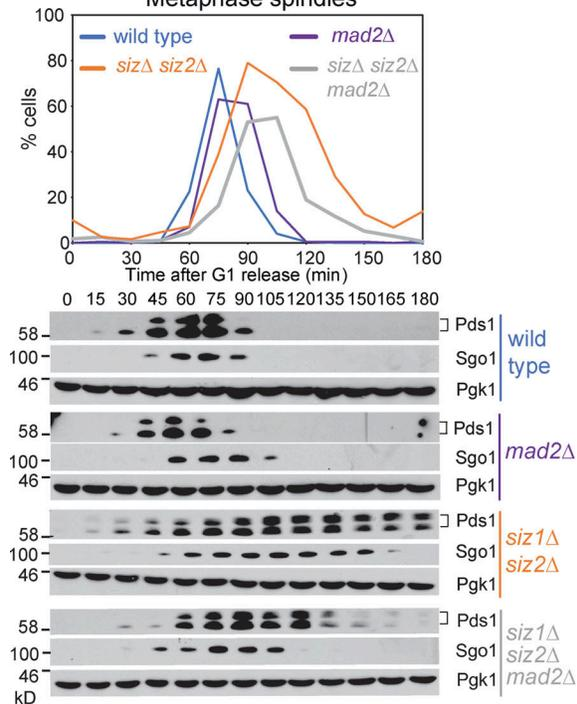 Metaphase spindles
100
80
60
40
20
0
% cells
wild type
mad2Δ
sizΔ siz2Δ
sizΔ siz2Δ
mad2Δ
0 30 60 90 120 150 180
Time after G1 release (min)
0 15 30 45 60 75 90 105 120 135 150 165 180
58
Pds1
100
Sgo1
46
Pgk1
wild
type
58
Pds1
100
Sgo1
46
Pgk1
mad2Δ
58
Pds1
100
Sgo1
46
Pgk1
siz1Δ
siz2Δ
58
Pds1
100
Sgo1
46
Pgk1
siz1Δ
siz2Δ
mad2Δ
kD